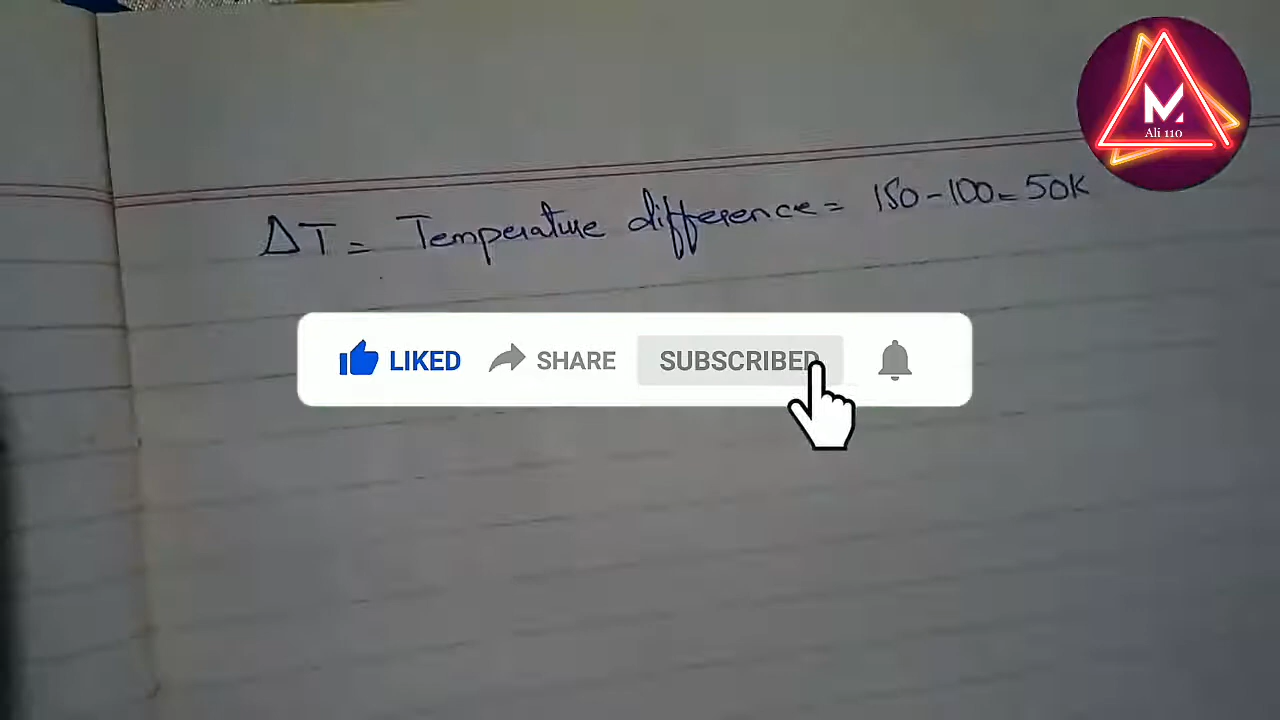 M.
Ali 110
ΔT = Temperature difference = 150-100= 50K
LIKED SHARE SUBSCRIBED